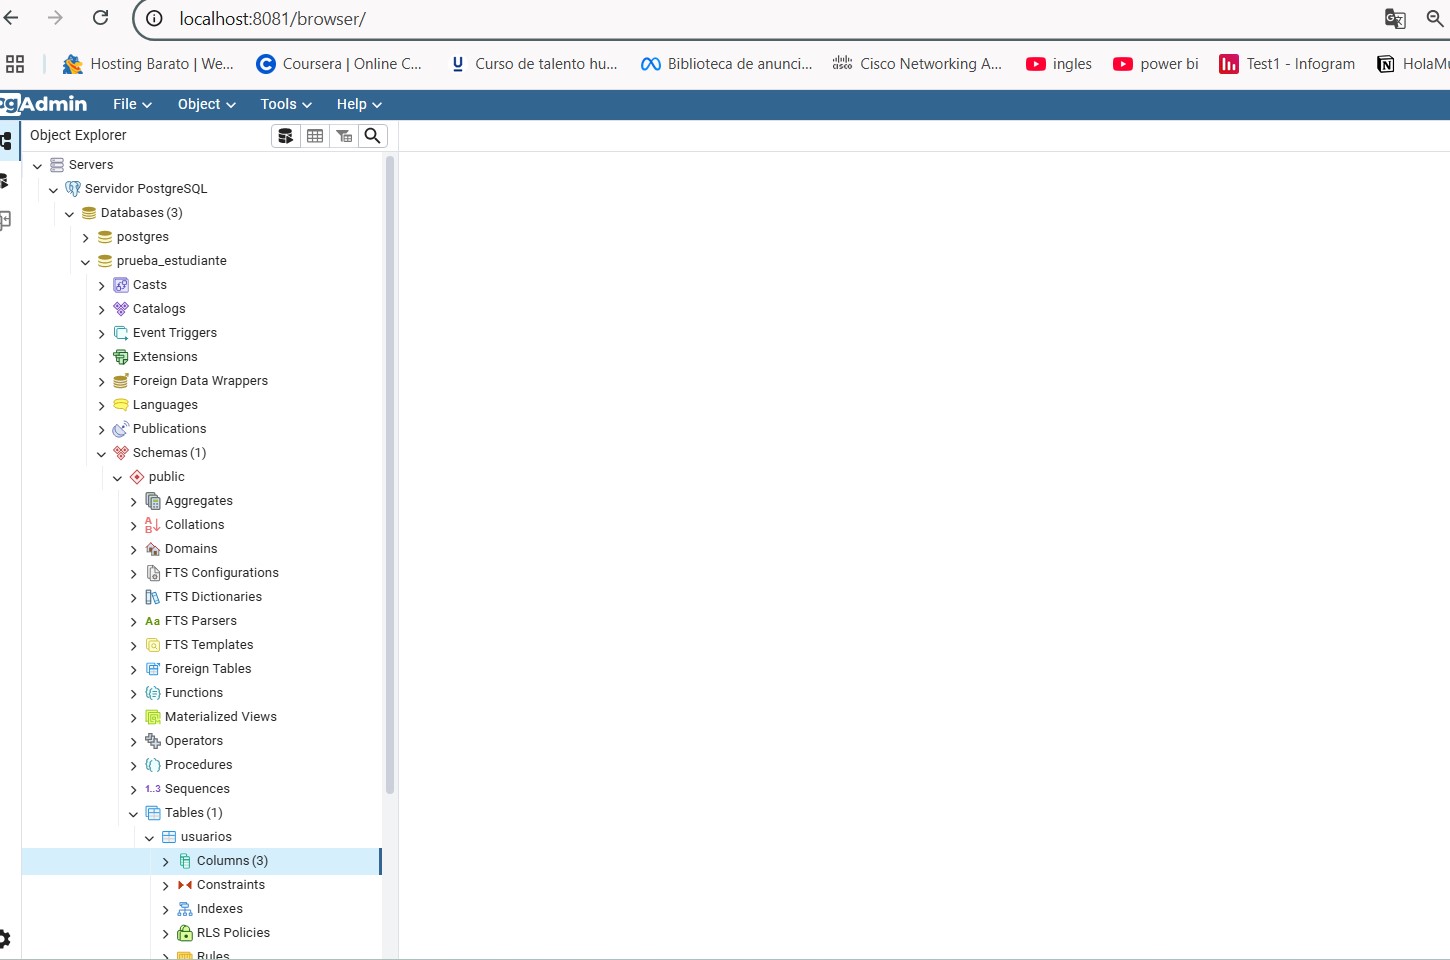 localhost:8081/browser/
Hosting Barato | We... Coursera | Online C... Curso de talento hu... Biblioteca de anunci... Cisco Networking A... ingles power bi Test1 - Infogram HolaMu
pgAdmin File Object Tools Help
Object Explorer
Servers
Servidor PostgreSQL
Databases (3)
postgres
prueba_estudiante
Casts
Catalogs
Event Triggers
Extensions
Foreign Data Wrappers
Languages
Publications
Schemas (1)
public
Aggregates
Collations
Domains
FTS Configurations
FTS Dictionaries
Aa FTS Parsers
FTS Templates
Foreign Tables
Functions
Materialized Views
Operators
Procedures
1..3 Sequences
Tables (1)
usuarios
Columns (3)
Constraints
Indexes
RLS Policies
Rules